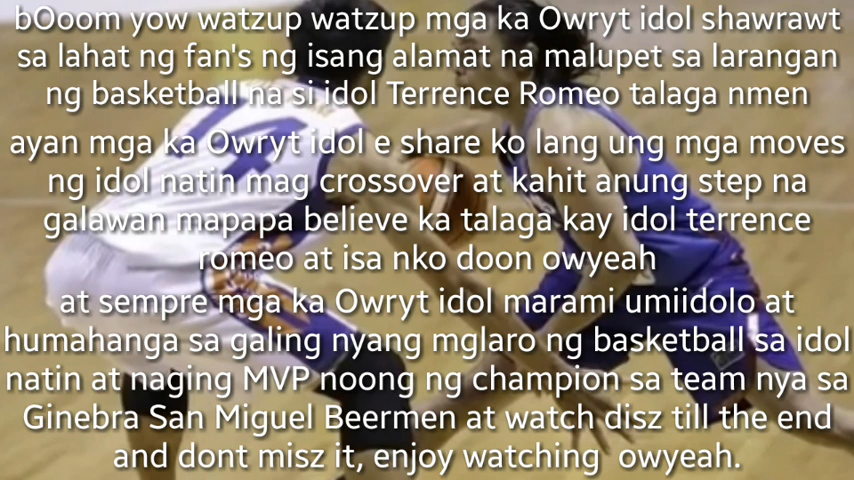 bOoom yow watzup watzup mga ka Owryt idol shawrawt
sa lahat ng fan's ng isang alamat na malupet sa larangan
ng basketball na si idol Terrence Romeo talaga nmen
ayan mga ka Owryt idol e share ko lang ung mga moves
ng idol natin mag crossover at kahit anung step na
galawan mapapa believe ka talaga kay idol terrence
romeo at isa nko doon owyeah
at sempre mga ka Owryt idol marami umiidolo at
humahanga sa galing nyang mglaro ng basketball sa idol
natin at naging MVP noong ng champion sa team nya sa
Ginebra San Miguel Beermen at watch disz till the end
and dont misz it, enjoy watching owyeah.